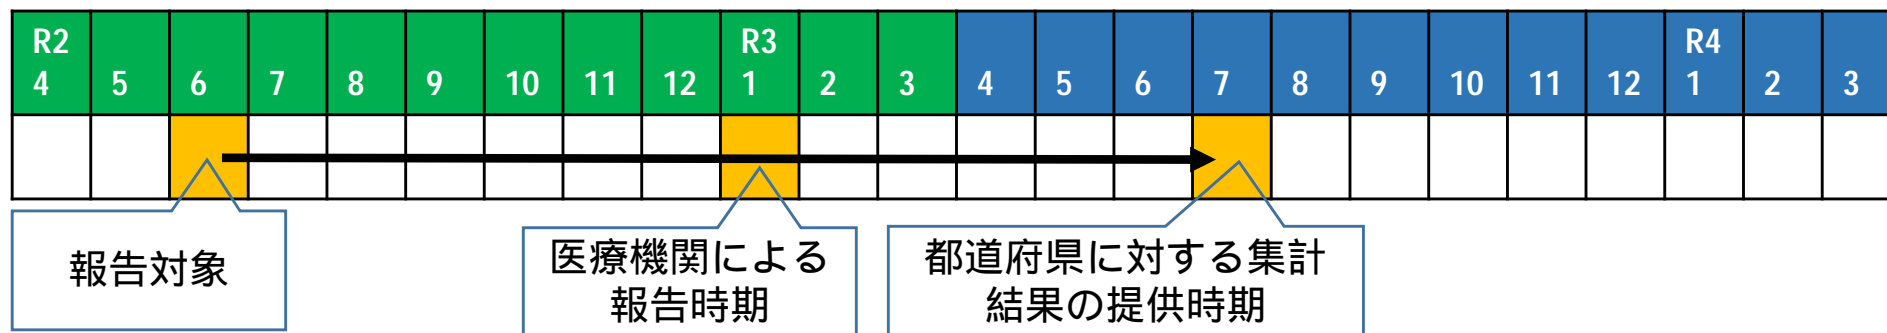 R2 R3 R4
4 5 6 7 8 9 10 11 12 1 2 3 4 5 6 7 8 9 10 11 12 1 2 3
報告対象
医療機関による
報告時期
都道府県に対する集計
結果の提供時期